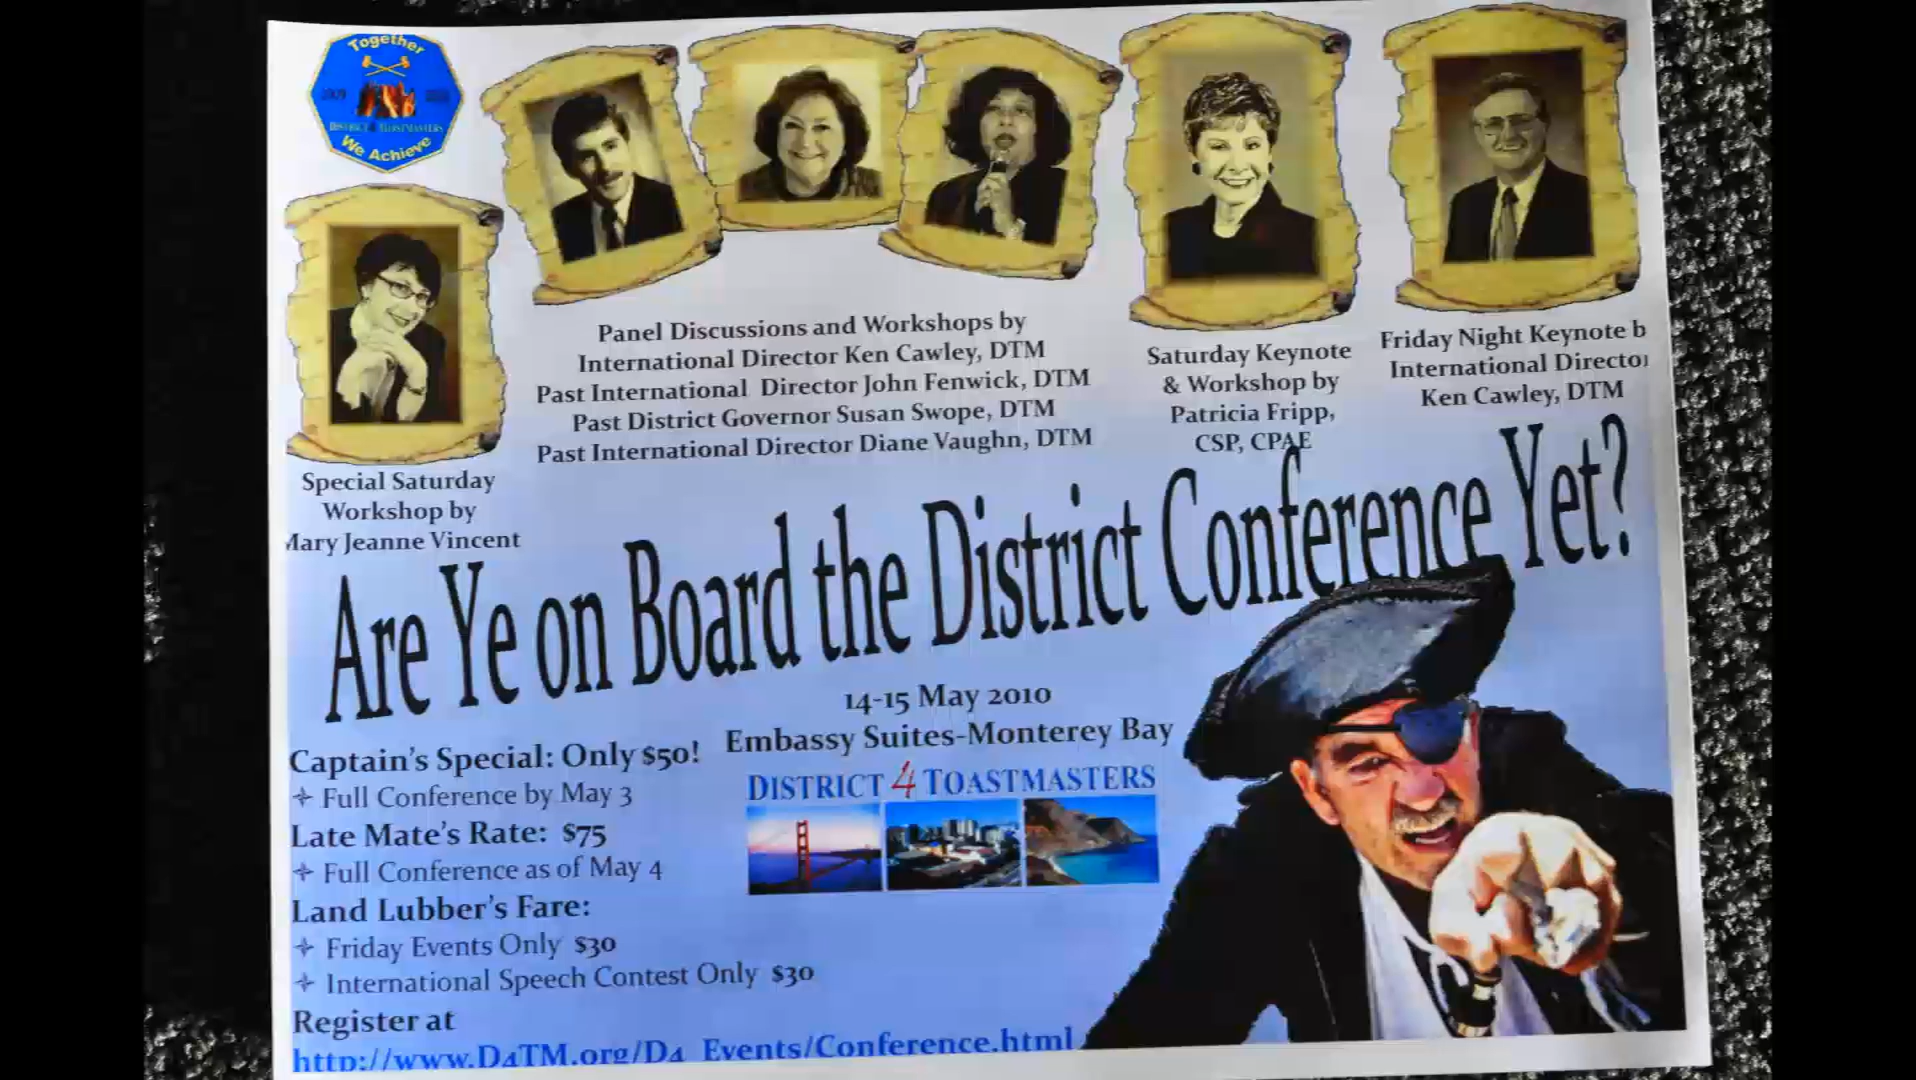 Together
DISTRICT 4 TOASTMASTERS
We Achieve
Panel Discussions and Workshops by
International Director Ken Cawley, DTM
Past International Director John Fenwick, DTM
Past District Governor Susan Swope, DTM
Past International Director Diane Vaughn, DTM
Saturday Keynote
& Workshop by
Patricia Fripp,
CSP, CPAE
Friday Night Keynote b
International Director
Ken Cawley, DTM
Special Saturday
Workshop by
Mary Jeanne Vincent
Are Ye on Board the District Conference Yet?
14-15 May 2010
Embassy Suites-Monterey Bay
DISTRICT 4 TOASTMASTERS
Captain's Special: Only $50!
Full Conference by May 3
Late Mate's Rate: $75
Full Conference as of May 4
Land Lubber's Fare:
Friday Events Only $30
International Speech Contest Only $30
Register at
http://www.D4TM.org/D4_Events/Conference.html